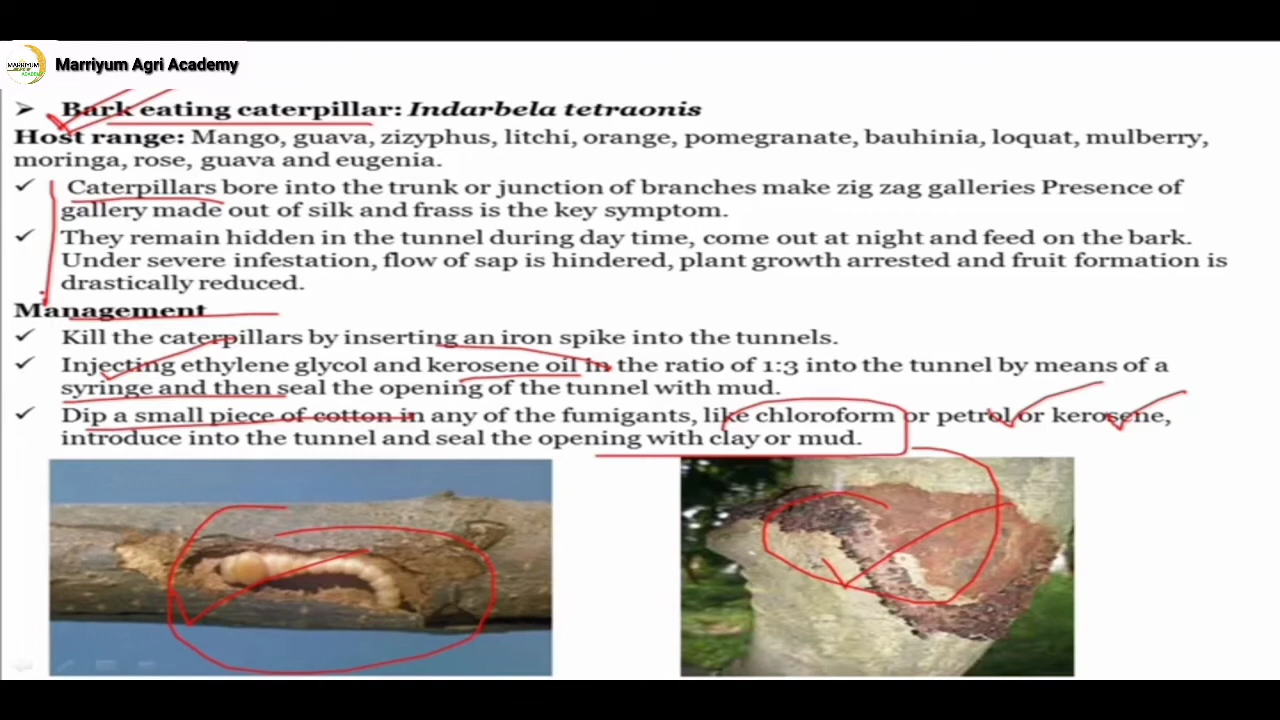 MARRIYUM
ACADEMY
Marriyum Agri Academy
➢ Bark eating caterpillar: Indarbela tetraonis
Host range: Mango, guava, zizyphus, litchi, orange, pomegranate, bauhinia, loquat, mulberry,
moringa, rose, guava and eugenia.
✓ Caterpillars bore into the trunk or junction of branches make zig zag galleries Presence of
gallery made out of silk and frass is the key symptom.
✓ They remain hidden in the tunnel during day time, come out at night and feed on the bark.
Under severe infestation, flow of sap is hindered, plant growth arrested and fruit formation is
drastically reduced.
Management
✓ Kill the caterpillars by inserting an iron spike into the tunnels.
✓ Injecting ethylene glycol and kerosene oil in the ratio of 1:3 into the tunnel by means of a
syringe and then seal the opening of the tunnel with mud.
✓ Dip a small piece of cotton in any of the fumigants, like chloroform or petrol or kerosene,
introduce into the tunnel and seal the opening with clay or mud.